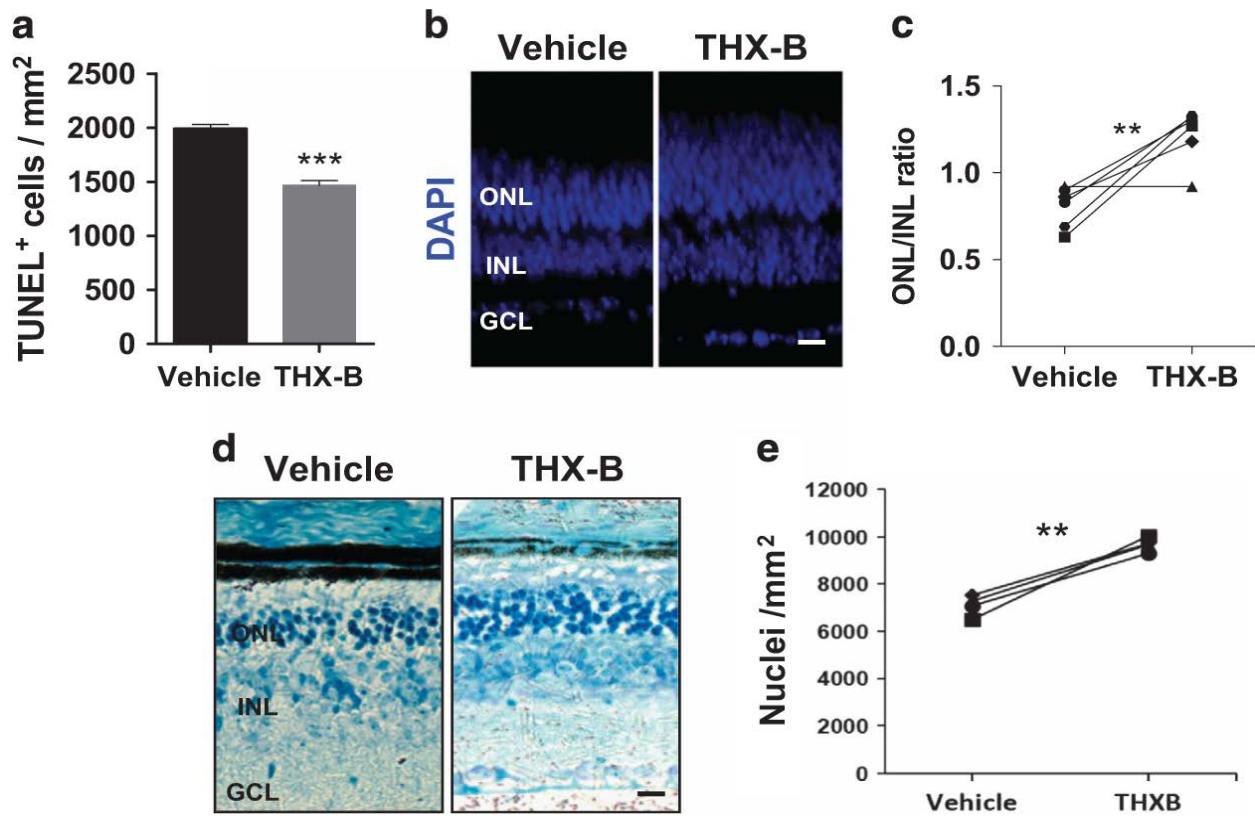 a
TUNEL⁺ cells / mm²
2500
2000
1500
1000
500
0
***
Vehicle THX-B
b
Vehicle THX-B
DAPI
ONL
INL
GCL
c
ONL/INL ratio
1.5
1.0
0.5
0.0
**
Vehicle THX-B
d
Vehicle THX-B
ONL
INL
GCL
e
Nuclei /mm²
12000
10000
8000
6000
4000
2000
0
**
Vehicle THXB